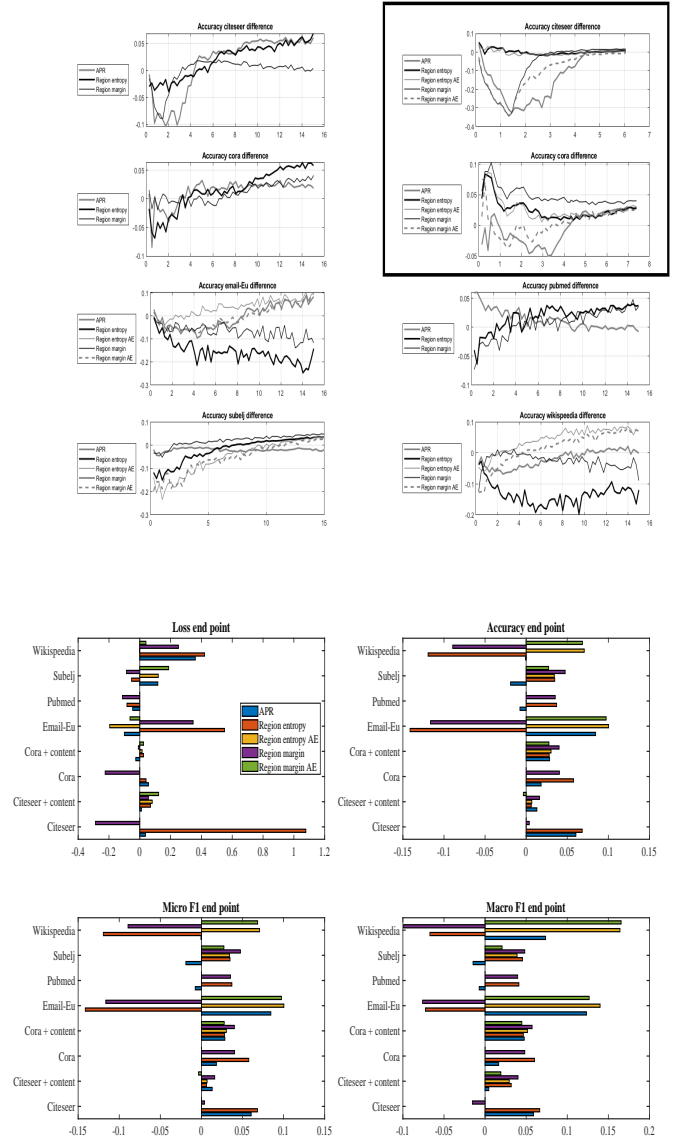 Accuracy citeseer difference
0.05
0
-0.05
-0.1
APR
Region entropy
Region margin
0 2 4 6 8 10 12 14 16
Accuracy citeseer difference
0.1
0
-0.1
-0.2
-0.3
-0.4
APR
Region entropy
Region entropy AE
Region margin
Region margin AE
0 1 2 3 4 5 6 7
Accuracy cora difference
0.05
0
-0.05
-0.1
APR
Region entropy
Region margin
0 2 4 6 8 10 12 14 16
Accuracy cora difference
0.1
0.05
0
-0.05
APR
Region entropy
Region entropy AE
Region margin
Region margin AE
0 1 2 3 4 5 6 7 8
Accuracy email-Eu difference
0.1
0
-0.1
-0.2
-0.3
APR
Region entropy
Region entropy AE
Region margin
Region margin AE
0 2 4 6 8 10 12 14 16
Accuracy pubmed difference
0.05
0
-0.05
-0.1
APR
Region entropy
Region margin
0 2 4 6 8 10 12 14 16
Accuracy subelj difference
0.1
0
-0.1
-0.2
-0.3
APR
Region entropy
Region entropy AE
Region margin
Region margin AE
5 10 15
Accuracy wikispeedia difference
0.1
0
-0.1
-0.2
APR
Region entropy
Region entropy AE
Region margin
Region margin AE
0 2 4 6 8 10 12 14 16
Loss end point
Wikispeedia
Subelj
Pubmed
Email-Eu
Cora + content
Cora
Citeseer + content
Citeseer
APR
Region entropy
Region entropy AE
Region margin
Region margin AE
-0.4 -0.2 0 0.2 0.4 0.6 0.8 1 1.2
Accuracy end point
Wikispeedia
Subelj
Pubmed
Email-Eu
Cora + content
Cora
Citeseer + content
Citeseer
-0.15 -0.1 -0.05 0 0.05 0.1 0.15
Micro F1 end point
Wikispeedia
Subelj
Pubmed
Email-Eu
Cora + content
Cora
Citeseer + content
Citeseer
-0.15 -0.1 -0.05 0 0.05 0.1 0.15
Macro F1 end point
Wikispeedia
Subelj
Pubmed
Email-Eu
Cora + content
Cora
Citeseer + content
Citeseer
-0.1 -0.05 0 0.05 0.1 0.15 0.2